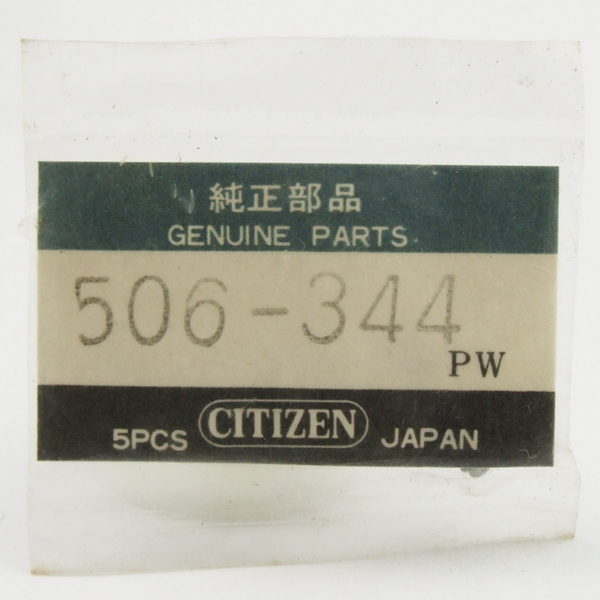 純正部品
GENUINE PARTS
506-344
PW
5PCS CITIZEN JAPAN